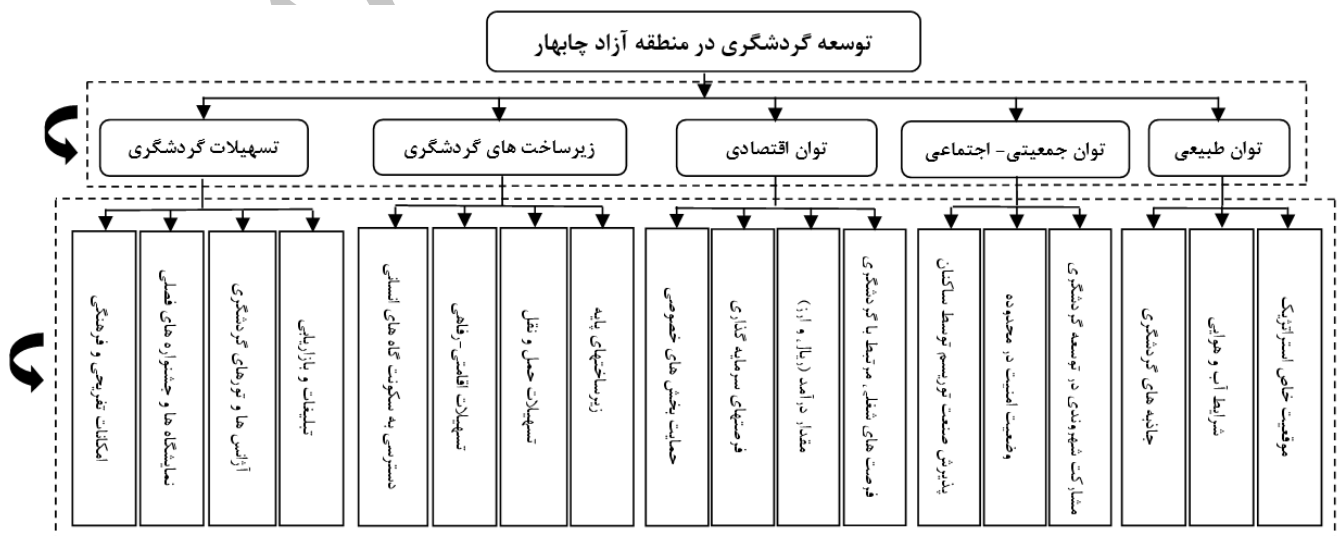 توسعه گردشگری در منطقه آزاد چابهار
توان طبیعی
توان جمعیتی- اجتماعی
توان اقتصادی
زیرساخت های گردشگری
تسهیلات گردشگری
موقعیت خاص استراتژیک
شرایط آب و هوایی
جاذبه های گردشگری
مشارکت شهروندی در توسعه گردشگری
وضعیت امنیت در محدوده
پذیرش صنعت توریسم توسط ساکنان
فرصت های شغلی مرتبط با گردشگری
مقدار درآمد (ریال و ارز)
فرصتهای سرمایه گذاری
حمایت بخش های خصوصی
زیرساختهای پایه
تسهیلات حمل و نقل
تسهیلات اقامتی-رفاهی
دسترسی به سکونت گاه های انسانی
تبلیغات و بازاریابی
آژانس ها و تورهای گردشگری
نمایشگاه ها و جشنواره های فصلی
امکانات تفریحی و فرهنگی